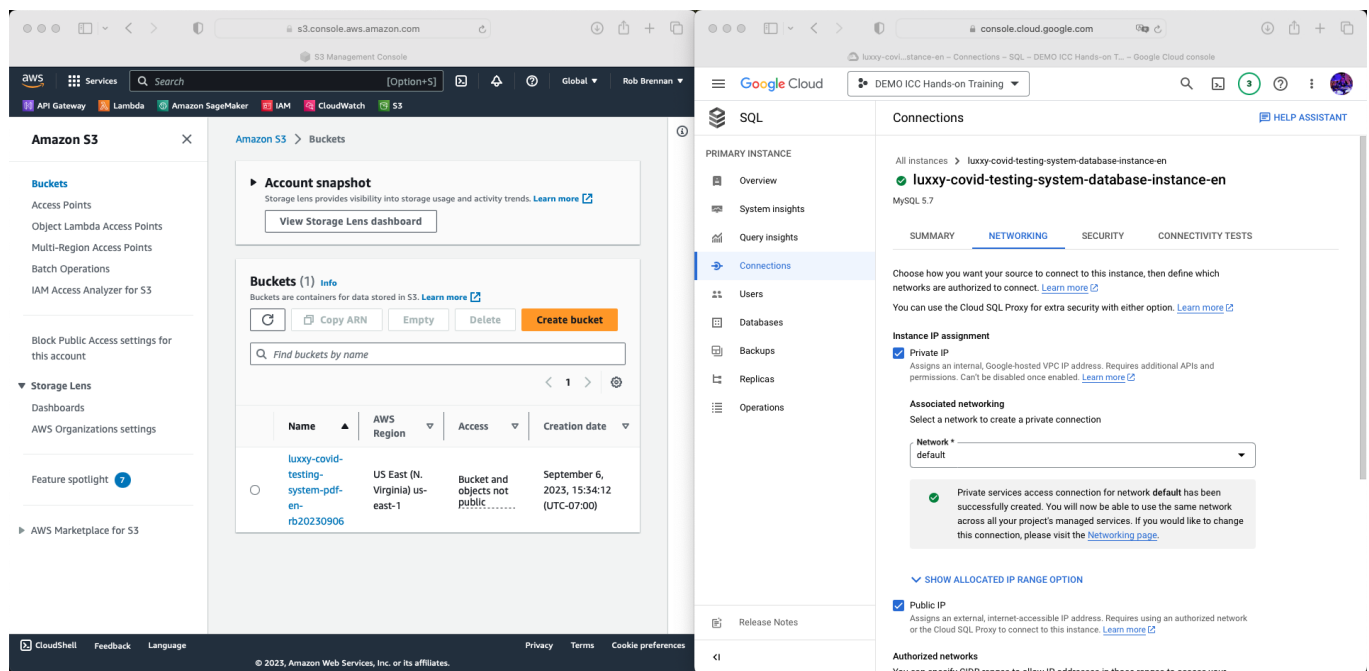 s3.console.aws.amazon.com
S3 Management Console
aws
Services
Search
[Option+S]
Global
Rob Brennan
API Gateway
Lambda
Amazon SageMaker
IAM
CloudWatch
S3
Amazon S3
Buckets
Access Points
Object Lambda Access Points
Multi-Region Access Points
Batch Operations
IAM Access Analyzer for S3
Block Public Access settings for
this account
Storage Lens
Dashboards
AWS Organizations settings
Feature spotlight 7
AWS Marketplace for S3
Amazon S3 > Buckets
Account snapshot
Storage lens provides visibility into storage usage and activity trends. Learn more
View Storage Lens dashboard
Buckets (1) Info
Buckets are containers for data stored in S3. Learn more
Copy ARN
Empty
Delete
Create bucket
Find buckets by name
< 1 >
Name
AWS
Region
Access
Creation date
luxxy-covid-
testing-
system-pdf-
en-
rb20230906
US East (N.
Virginia) us-
east-1
Bucket and
objects not
public
September 6,
2023, 15:34:12
(UTC-07:00)
CloudShell
Feedback
Language
Privacy
Terms
Cookie preferences
© 2023, Amazon Web Services, Inc. or its affiliates.
console.cloud.google.com
luxxy-covi...stance-en – Connections – SQL – DEMO ICC Hands-on T... – Google Cloud console
Google Cloud
DEMO ICC Hands-on Training
3
SQL
PRIMARY INSTANCE
Overview
System insights
Query insights
Connections
Users
Databases
Backups
Replicas
Operations
Release Notes
Connections
HELP ASSISTANT
All instances > luxxy-covid-testing-system-database-instance-en
luxxy-covid-testing-system-database-instance-en
MySQL 5.7
SUMMARY
NETWORKING
SECURITY
CONNECTIVITY TESTS
Choose how you want your source to connect to this instance, then define which
networks are authorized to connect. Learn more
You can use the Cloud SQL Proxy for extra security with either option. Learn more
Instance IP assignment
Private IP
Assigns an internal, Google-hosted VPC IP address. Requires additional APIs and
permissions. Can't be disabled once enabled. Learn more
Associated networking
Select a network to create a private connection
Network *
default
Private services access connection for network default has been
successfully created. You will now be able to use the same network
across all your project's managed services. If you would like to change
this connection, please visit the Networking page.
SHOW ALLOCATED IP RANGE OPTION
Public IP
Assigns an external, internet-accessible IP address. Requires using an authorized network
or the Cloud SQL Proxy to connect to this instance. Learn more
Authorized networks